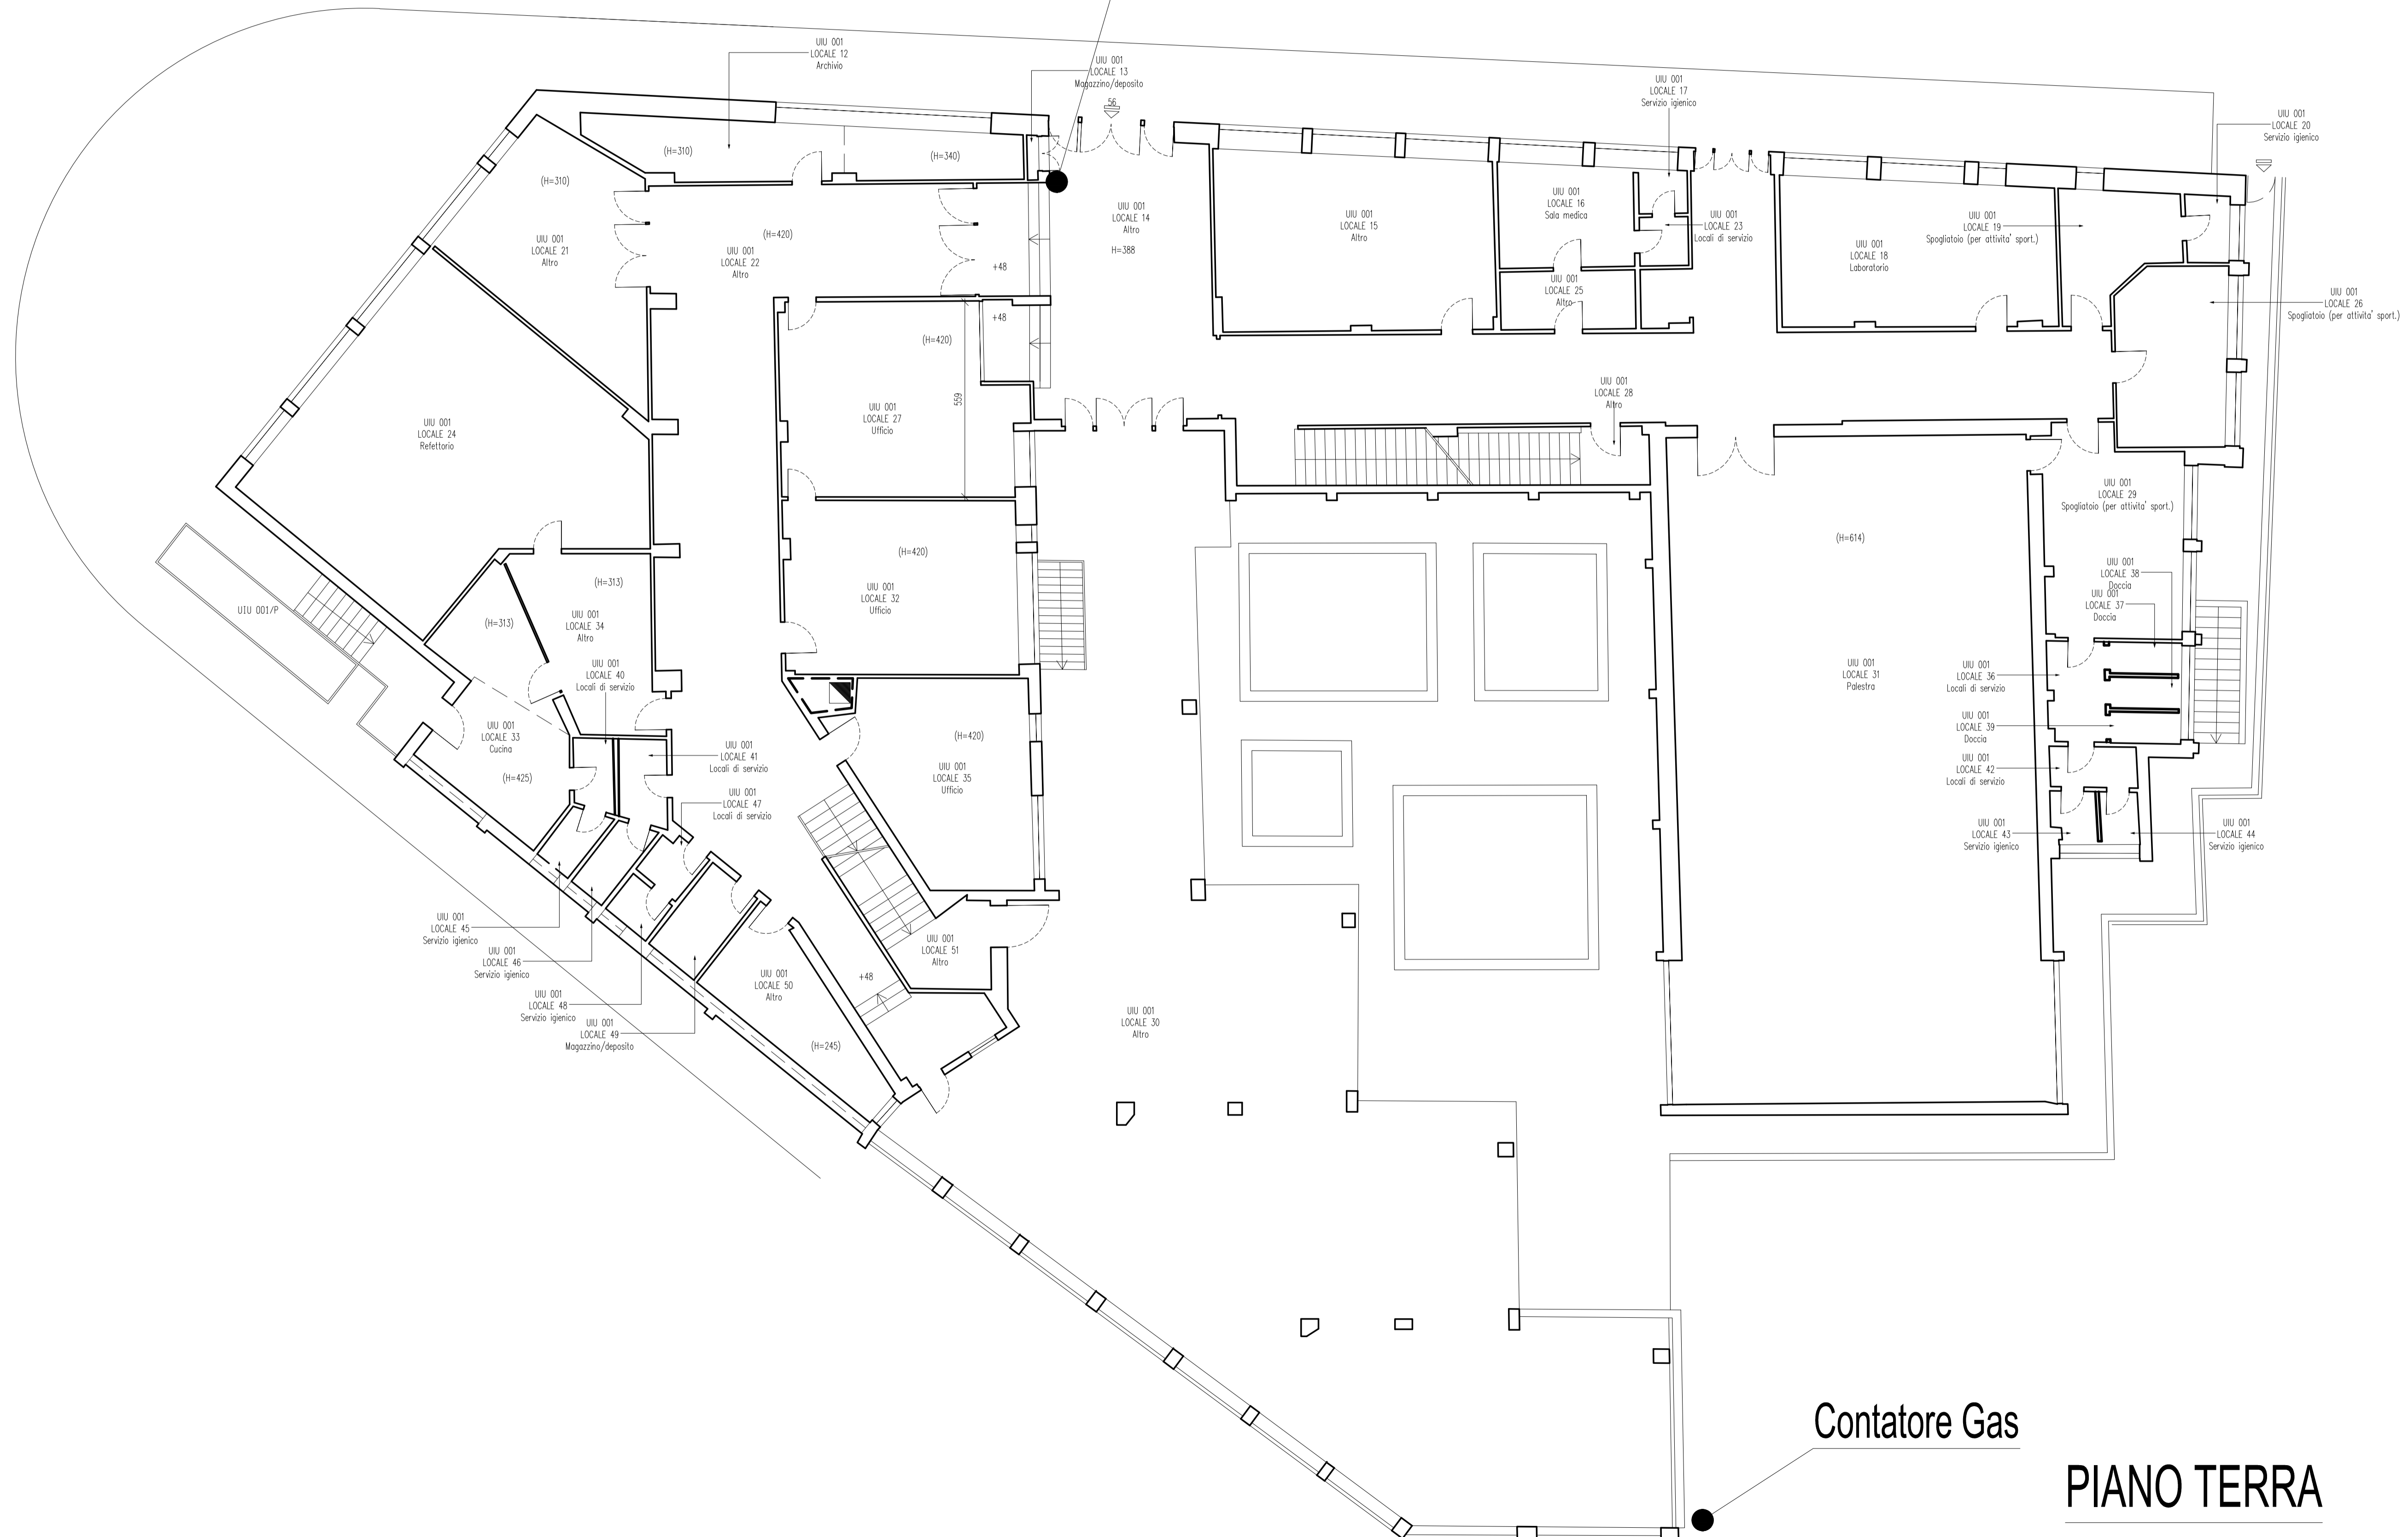 UIU 001
LOCALE 12
Archivio
UIU 001
LOCALE 13
Magazzino/deposito
56
UIU 001
LOCALE 17
Servizio igienico
UIU 001
LOCALE 20
Servizio igienico
(H=310)
(H=340)
(H=310)
UIU 001
LOCALE 21
Altro
(H=420)
UIU 001
LOCALE 22
Altro
+48
UIU 001
LOCALE 14
Altro
H=388
UIU 001
LOCALE 15
Altro
UIU 001
LOCALE 16
Sala medica
UIU 001
LOCALE 23
Locali di servizio
UIU 001
LOCALE 18
Laboratorio
UIU 001
LOCALE 19
Spogliatoio (per attivita' sport.)
UIU 001
LOCALE 25
Altro
UIU 001
LOCALE 26
Spogliatoio (per attivita' sport.)
+48
(H=420)
559
UIU 001
LOCALE 27
Ufficio
UIU 001
LOCALE 28
Altro
UIU 001
LOCALE 24
Refettorio
UIU 001
LOCALE 29
Spogliatoio (per attivita' sport.)
(H=614)
(H=420)
UIU 001
LOCALE 32
Ufficio
UIU 001
LOCALE 38
Doccia
UIU 001
LOCALE 37
Doccia
UIU 001/P
(H=313)
(H=313)
UIU 001
LOCALE 34
Altro
UIU 001
LOCALE 40
Locali di servizio
UIU 001
LOCALE 31
Palestra
UIU 001
LOCALE 36
Locali di servizio
UIU 001
LOCALE 39
Doccia
UIU 001
LOCALE 33
Cucina
(H=425)
UIU 001
LOCALE 41
Locali di servizio
(H=420)
UIU 001
LOCALE 35
Ufficio
UIU 001
LOCALE 42
Locali di servizio
UIU 001
LOCALE 47
Locali di servizio
UIU 001
LOCALE 43
Servizio igienico
UIU 001
LOCALE 44
Servizio igienico
UIU 001
LOCALE 45
Servizio igienico
UIU 001
LOCALE 46
Servizio igienico
UIU 001
LOCALE 51
Altro
+48
UIU 001
LOCALE 50
Altro
UIU 001
LOCALE 48
Servizio igienico
UIU 001
LOCALE 49
Magazzino/deposito
(H=245)
UIU 001
LOCALE 30
Altro
Contatore Gas
PIANO TERRA